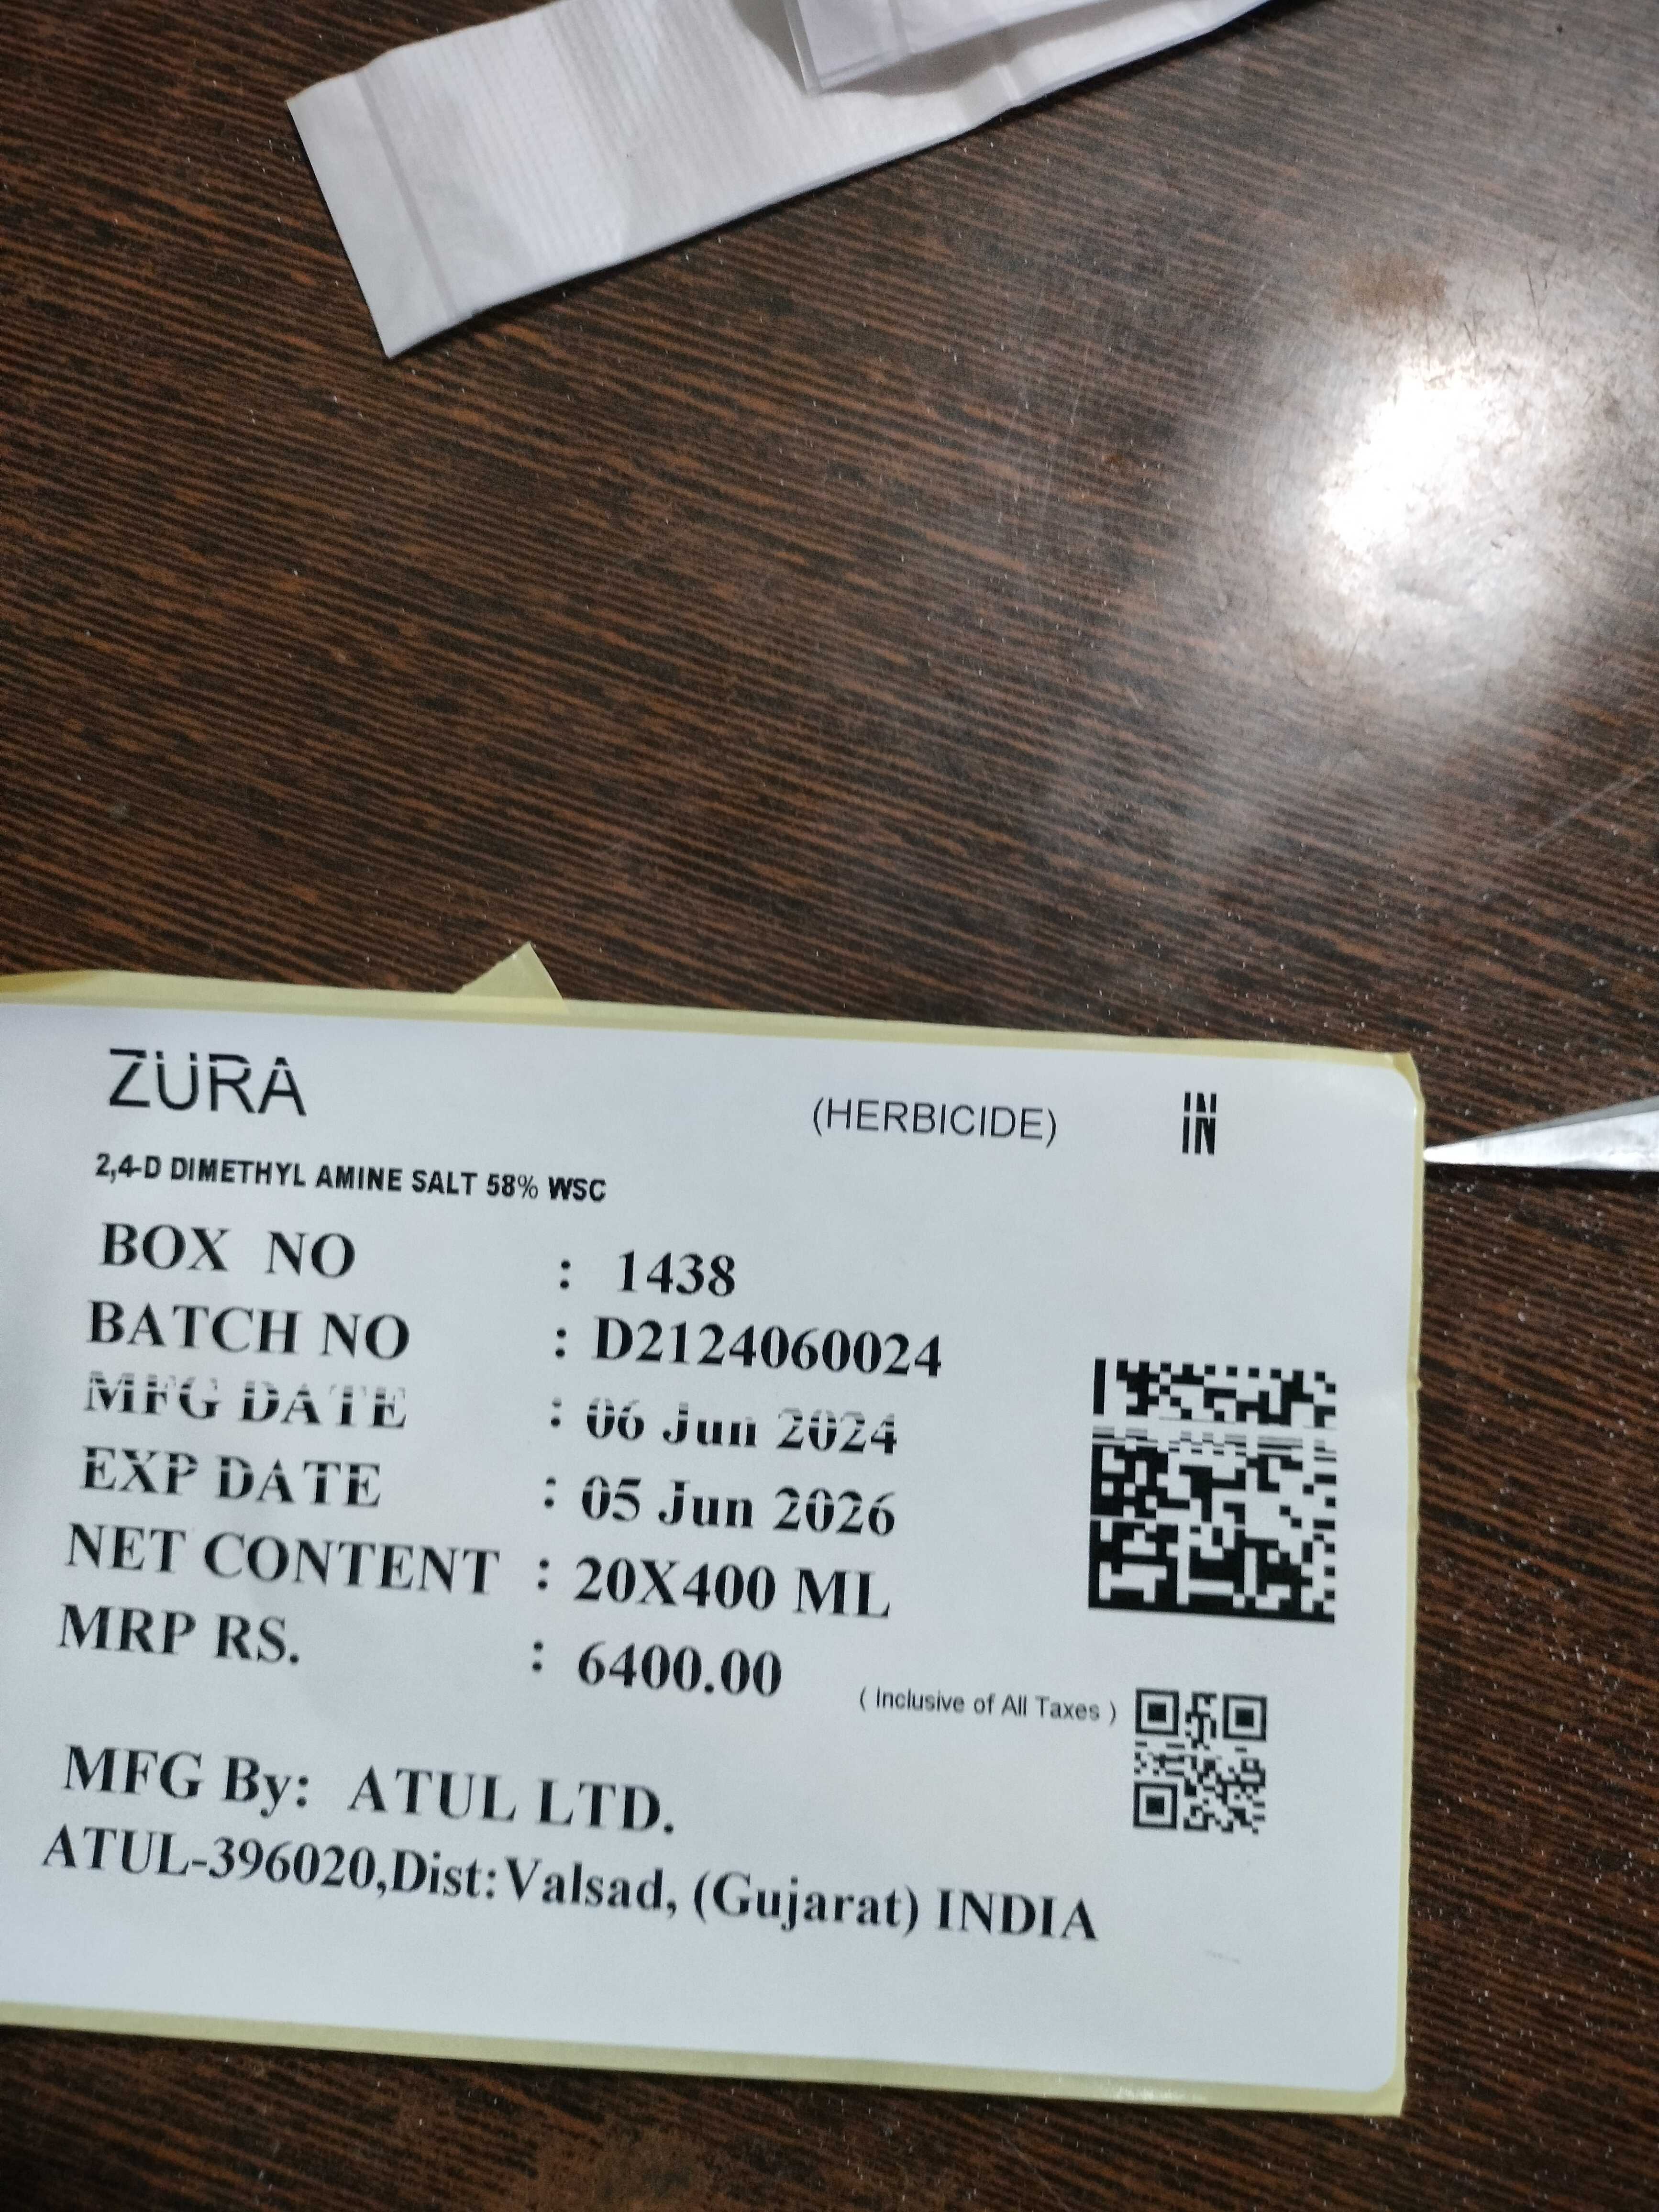 ZURA (HERBICIDE) IN
IN
2,4-D DIMETHYL AMINE SALT 58% WSC
BOX NO : 1438
BATCH NO : D2124060024
MFG DATE : 06 Jun 2024
EXP DATE : 05 Jun 2026
NET CONTENT : 20X400 ML
MRP RS. : 6400.00 ( Inclusive of All Taxes )
MFG By: ATUL LTD.
ATUL-396020,Dist:Valsad, (Gujarat) INDIA